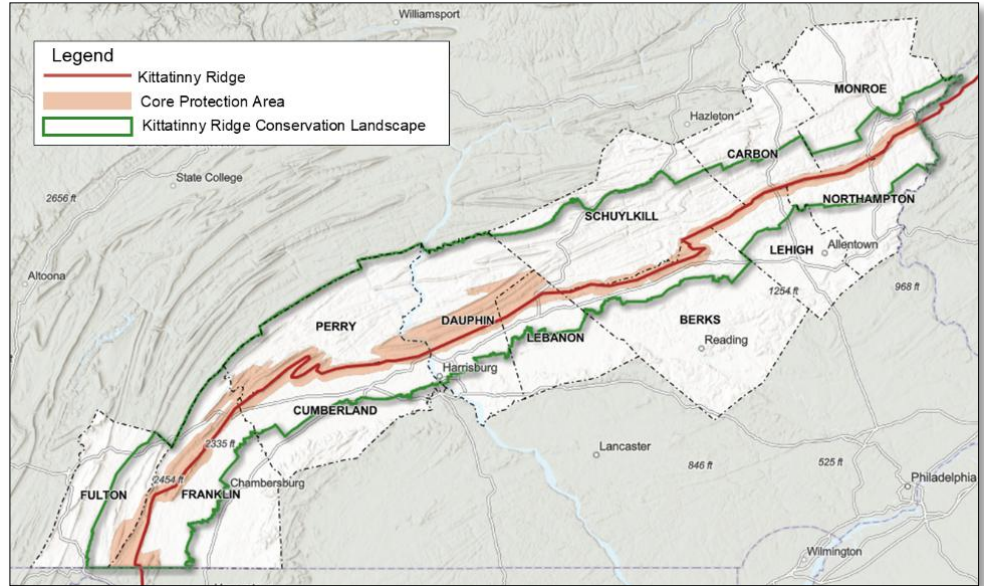 Williamsport
Legend
Kittatinny Ridge
Core Protection Area
Kittatinny Ridge Conservation Landscape
MONROE
Hazleton
CARBON
State College
2656 ft
NORTHAMPTON
SCHUYLKILL
LEHIGH
Allentown
Altoona
1254 ft
968 ft
PERRY
DAUPHIN
BERKS
LEBANON
Reading
Harrisburg
CUMBERLAND
2335 ft
Lancaster
846 ft
525 ft
2454 ft
Chambersburg
Philadelphia
FULTON
FRANKLIN
Wilmington